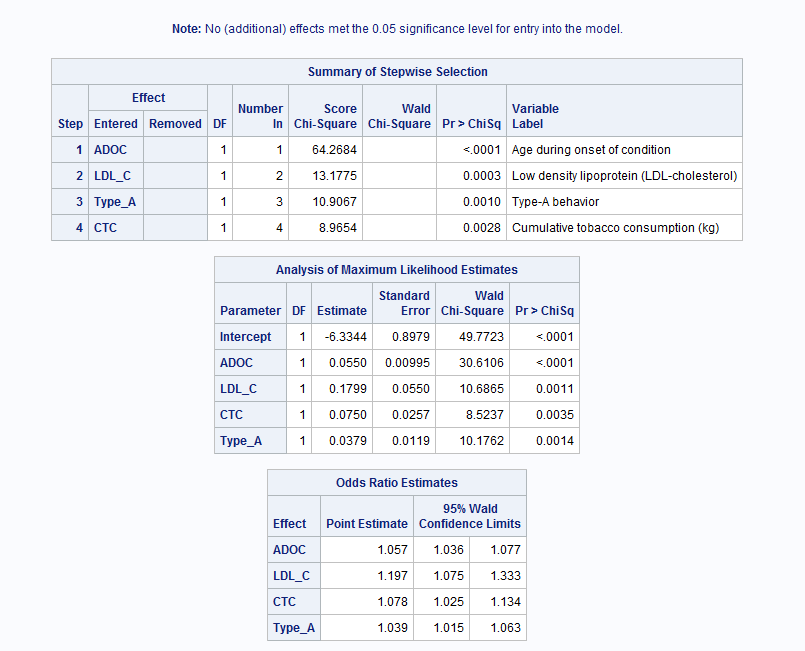 Note: No (additional) effects met the 0.05 significance level for entry into the model.
Summary of Stepwise Selection
Effect
Number Score Wald Variable
Step Entered Removed DF In Chi-Square Chi-Square Pr > ChiSq Label
1 ADOC 1 1 64.2684 <.0001 Age during onset of condition
2 LDL_C 1 2 13.1775 0.0003 Low density lipoprotein (LDL-cholesterol)
3 Type_A 1 3 10.9067 0.0010 Type-A behavior
4 CTC 1 4 8.9654 0.0028 Cumulative tobacco consumption (kg)
Analysis of Maximum Likelihood Estimates
Standard Wald
Parameter DF Estimate Error Chi-Square Pr > ChiSq
Intercept 1 -6.3344 0.8979 49.7723 <.0001
ADOC 1 0.0550 0.00995 30.6106 <.0001
LDL_C 1 0.1799 0.0550 10.6865 0.0011
CTC 1 0.0750 0.0257 8.5237 0.0035
Type_A 1 0.0379 0.0119 10.1762 0.0014
Odds Ratio Estimates
95% Wald
Effect Point Estimate Confidence Limits
ADOC 1.057 1.036 1.077
LDL_C 1.197 1.075 1.333
CTC 1.078 1.025 1.134
Type_A 1.039 1.015 1.063